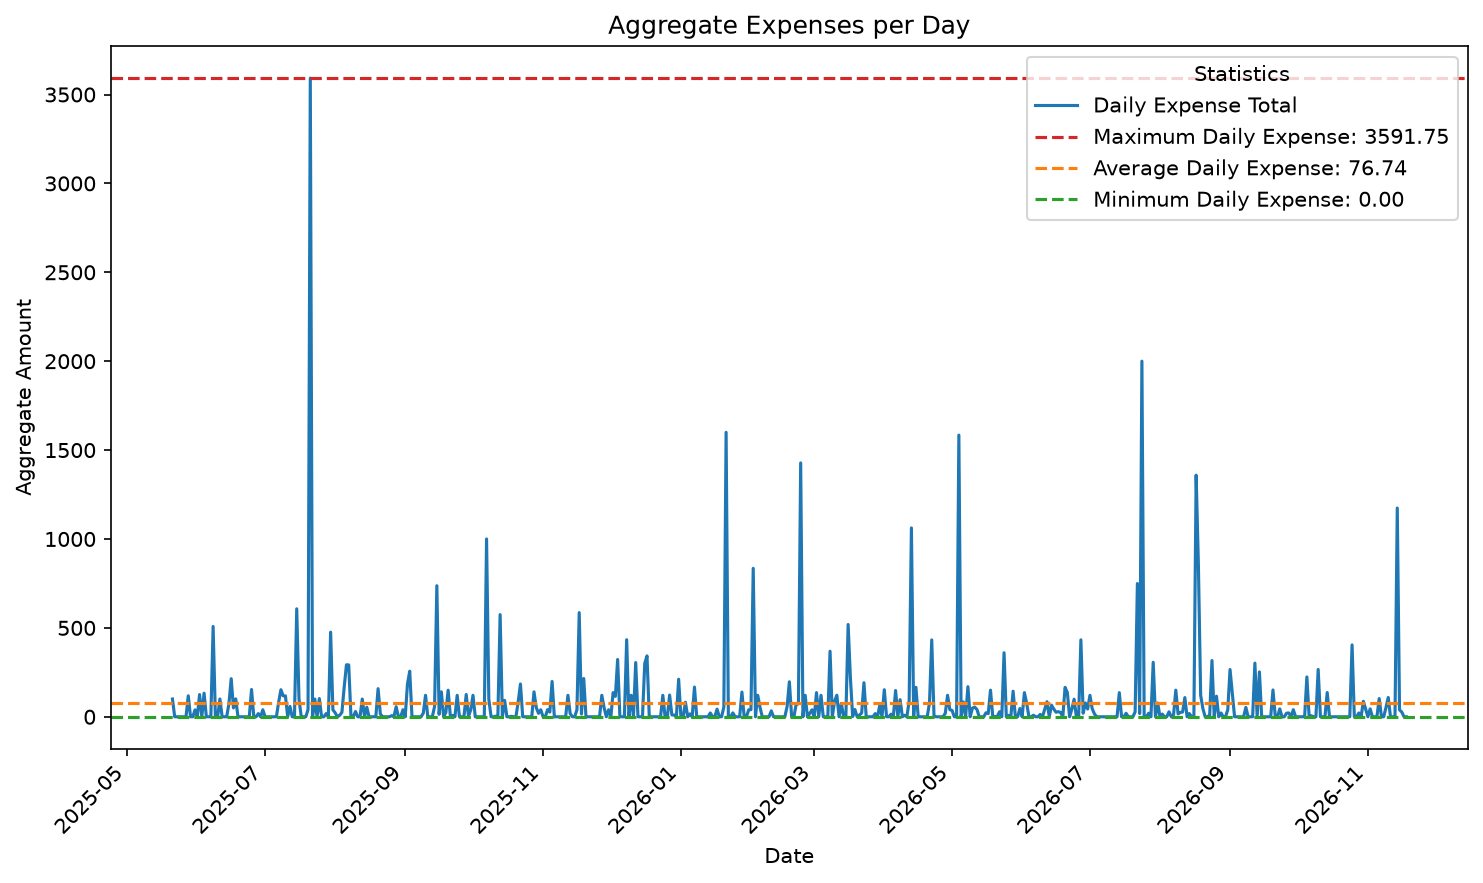 Aggregate Expenses per Day
Statistics
Daily Expense Total
Maximum Daily Expense: 3591.75
Average Daily Expense: 76.74
Minimum Daily Expense: 0.00
Aggregate Amount
3500
3000
2500
2000
1500
1000
500
0
2025-05
2025-07
2025-09
2025-11
2026-01
2026-03
2026-05
2026-07
2026-09
2026-11
Date